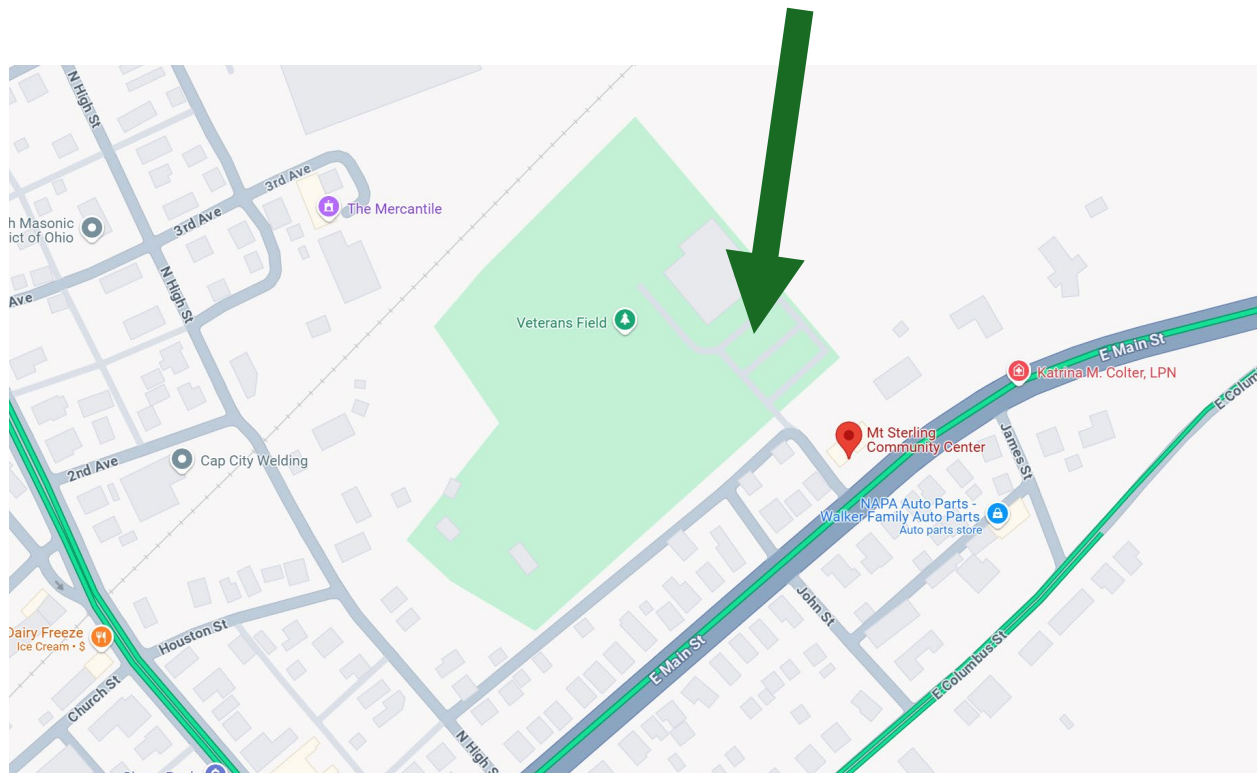 N High St
3rd Ave
The Mercantile
h Masonic
ict of Ohio
3rd Ave
N High St
Ave
Veterans Field
E Main St
Katrina M. Colter, LPN
E Colum
Mt Sterling
Community Center
James St
2nd Ave
Cap City Welding
NAPA Auto Parts -
Walker Family Auto Parts
Auto parts store
John St
Dairy Freeze
Ice Cream • $
Houston St
E Main St
E Columbus St
Church St
N High S